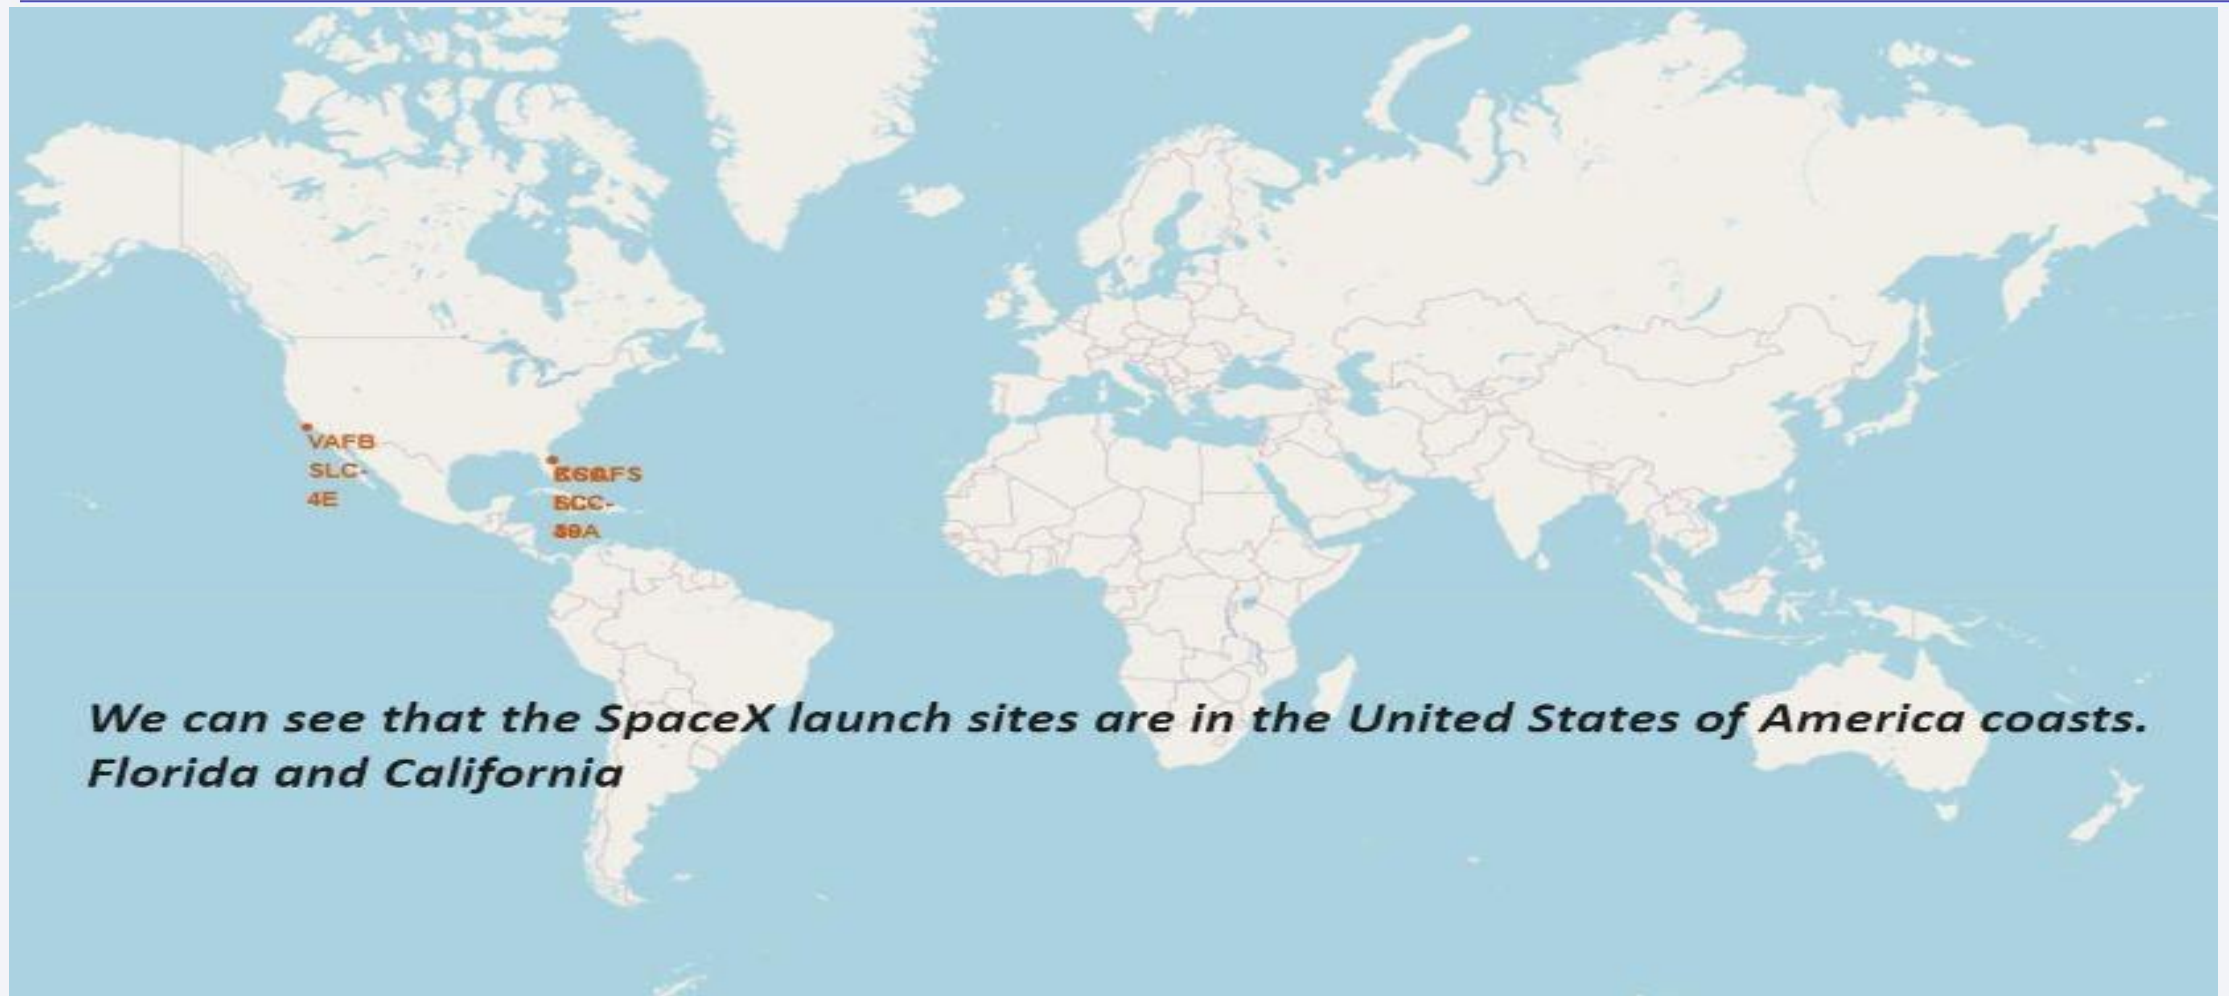 VAFB
SLC-
4E
We can see that the SpaceX launch sites are in the United States of America coasts.
Florida and California